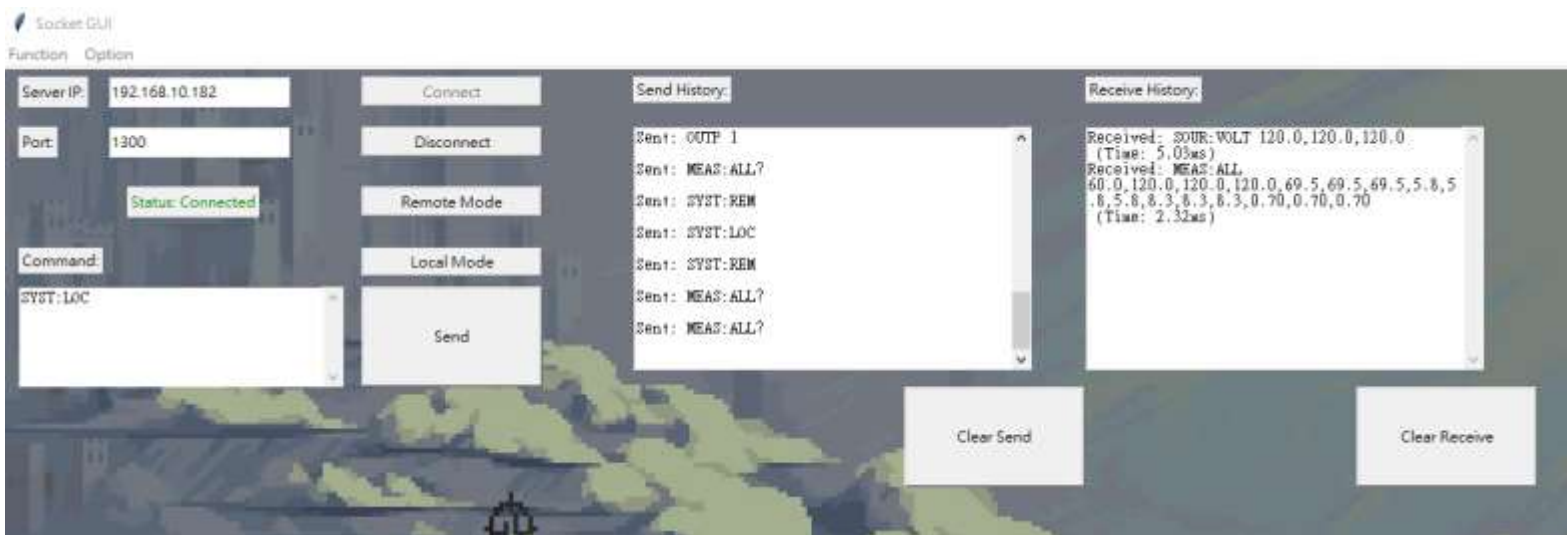 Socket GUI
Function Option
Server IP:
192.168.10.182
Connect
Port:
1300
Disconnect
Status: Connected
Remote Mode
Command:
Local Mode
SYST:LOC
Send
Send History:
Sent: OUTP 1
Sent: MEAS:ALL?
Sent: SYST:REM
Sent: SYST:LOC
Sent: SYST:REM
Sent: MEAS:ALL?
Sent: MEAS:ALL?
Clear Send
Receive History:
Received: SOUR:VOLT 120.0,120.0,120.0
(Time: 5.03ms)
Received: MEAS:ALL
60.0,120.0,120.0,120.0,69.5,69.5,69.5,5.8,5
.8,5.8,8.3,8.3,8.3,0.70,0.70,0.70
(Time: 2.32ms)
Clear Receive